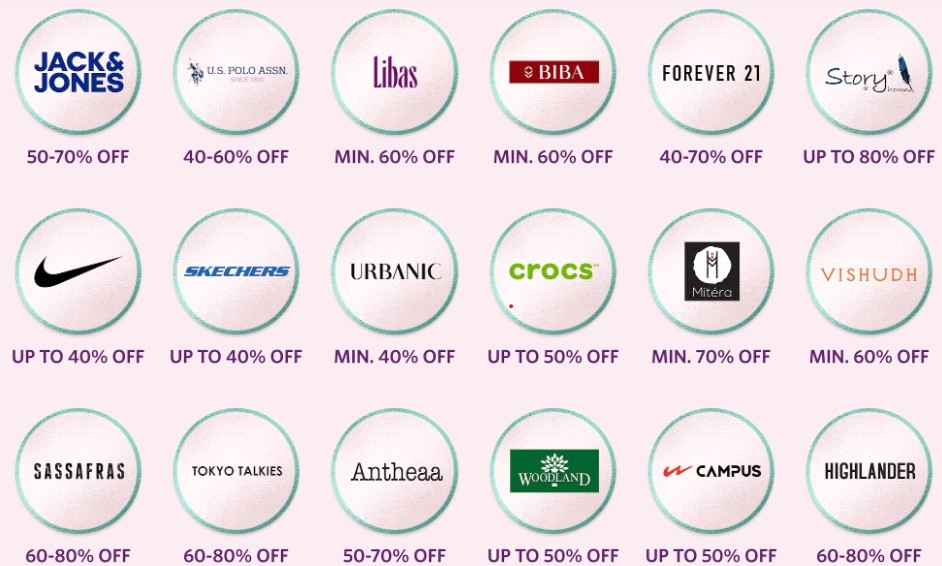 JACK&
JONES
U.S. POLO ASSN.
SINCE 1890
Libas
BIBA
FOREVER 21
Story®
@ home
50-70% OFF
40-60% OFF
MIN. 60% OFF
MIN. 60% OFF
40-70% OFF
UP TO 80% OFF
SKECHERS
URBANIC
crocs™
Mitéra
VISHUDH
UP TO 40% OFF
UP TO 40% OFF
MIN. 40% OFF
UP TO 50% OFF
MIN. 70% OFF
MIN. 60% OFF
SASSAFRAS
TOKYO TALKIES
Antheaa
WOODLAND
CAMPUS
HIGHLANDER
60-80% OFF
60-80% OFF
50-70% OFF
UP TO 50% OFF
UP TO 50% OFF
60-80% OFF